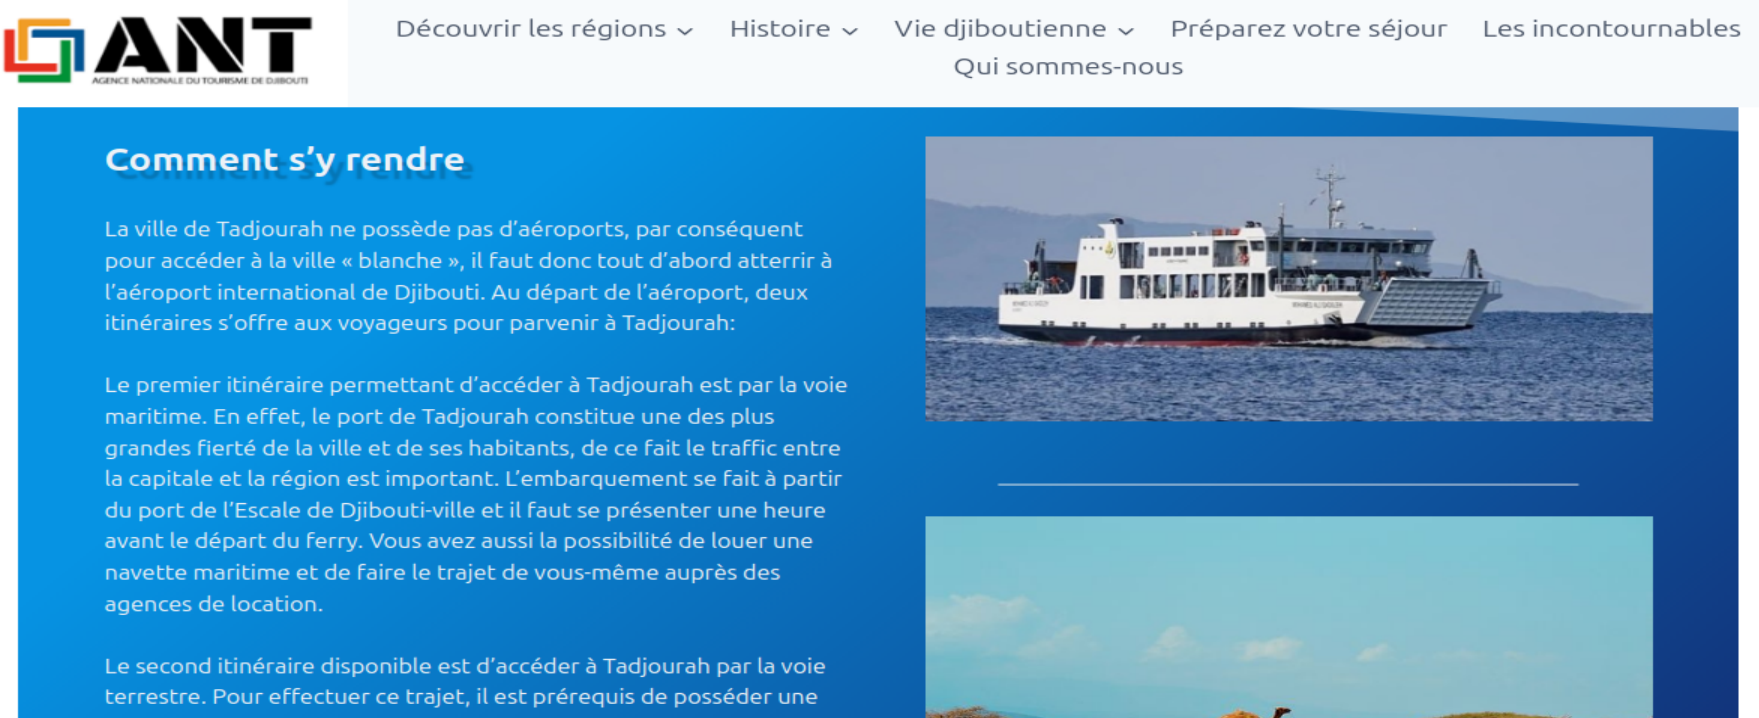 ANT
AGENCE NATIONALE DU TOURISME DE DJIBOUTI
Découvrir les régions
Histoire
Vie djiboutienne
Préparez votre séjour
Les incontournables
Qui sommes-nous
Comment s’y rendre
La ville de Tadjourah ne possède pas d’aéroports, par conséquent
pour accéder à la ville « blanche », il faut donc tout d’abord atterrir à
l’aéroport international de Djibouti. Au départ de l’aéroport, deux
itinéraires s’offre aux voyageurs pour parvenir à Tadjourah:
Le premier itinéraire permettant d’accéder à Tadjourah est par la voie
maritime. En effet, le port de Tadjourah constitue une des plus
grandes fierté de la ville et de ses habitants, de ce fait le traffic entre
la capitale et la région est important. L’embarquement se fait à partir
du port de l’Escale de Djibouti-ville et il faut se présenter une heure
avant le départ du ferry. Vous avez aussi la possibilité de louer une
navette maritime et de faire le trajet de vous-même auprès des
agences de location.
Le second itinéraire disponible est d’accéder à Tadjourah par la voie
terrestre. Pour effectuer ce trajet, il est prérequis de posséder une